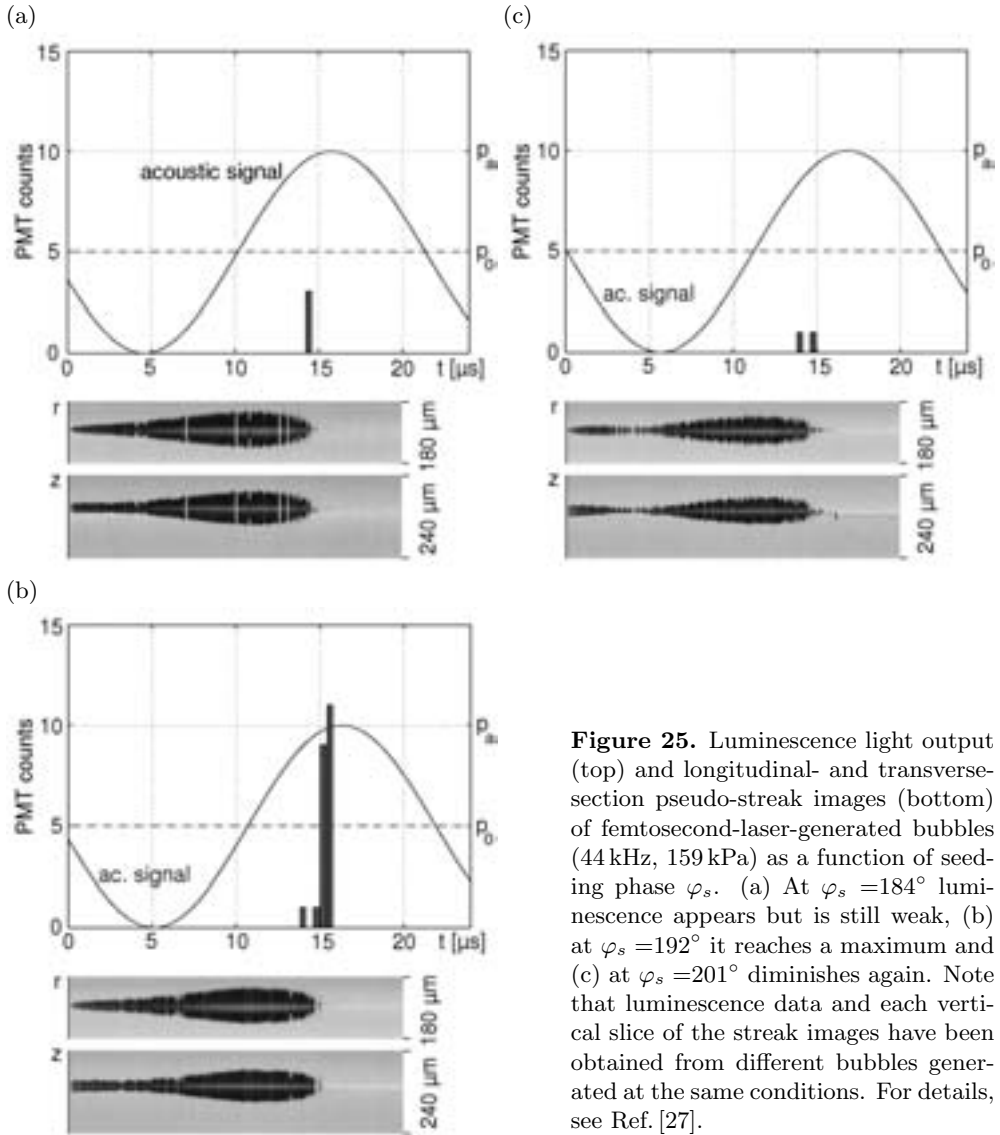 (a)
15
10
5
0
PMT counts
acoustic signal
pa
p0
0 5 10 15 20 t [µs]
r
180 µm
z
240 µm
(c)
15
10
5
0
PMT counts
ac. signal
pa
p0
0 5 10 15 20 t [µs]
r
180 µm
z
240 µm
(b)
15
10
5
0
PMT counts
ac. signal
pa
p0
0 5 10 15 20 t [µs]
r
180 µm
z
240 µm
Figure 25. Luminescence light output
(top) and longitudinal- and transverse-
section pseudo-streak images (bottom)
of femtosecond-laser-generated bubbles
(44 kHz, 159 kPa) as a function of seed-
ing phase φs. (a) At φs =184° lumi-
nescence appears but is still weak, (b)
at φs =192° it reaches a maximum and
(c) at φs =201° diminishes again. Note
that luminescence data and each verti-
cal slice of the streak images have been
obtained from different bubbles gener-
ated at the same conditions. For details,
see Ref. [27].